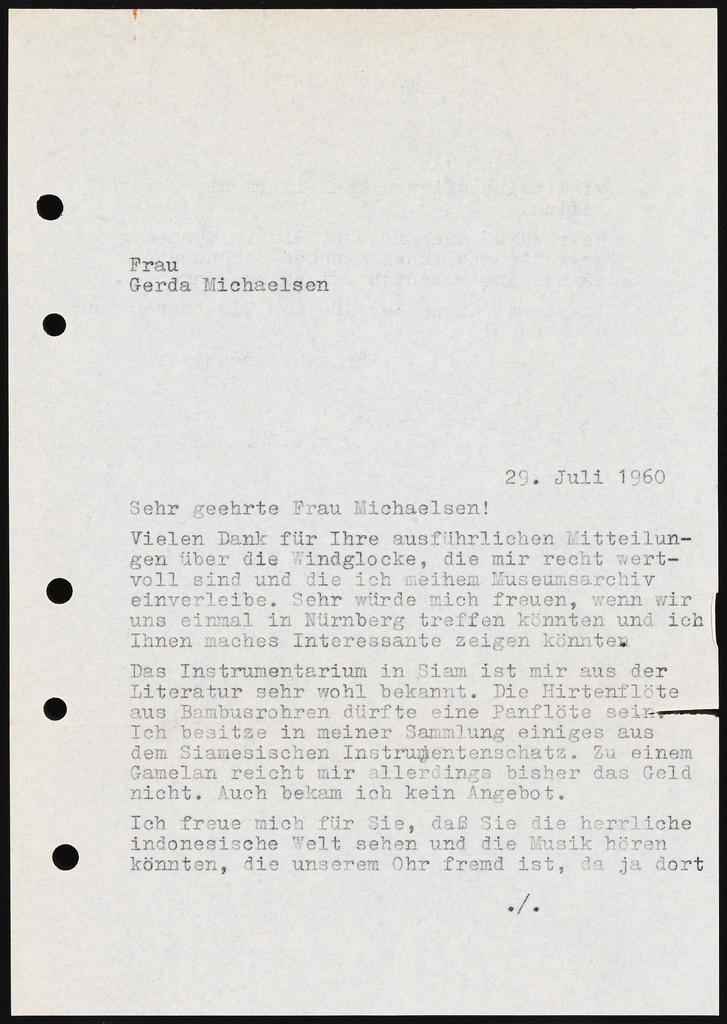 Frau
Gerda Michaelsen
29. Juli 1960
Sehr geehrte Frau Michaelsen!
Vielen Dank für Ihre ausführlichen Mitteilun-
gen über die Windglocke, die mir recht wert-
voll sind und die ich meihem Museumsarchiv
einverleibe. Sehr würde mich freuen, wenn wir
uns einmal in Nürnberg treffen könnten und ich
Ihnen maches Interessante zeigen könnte.
Das Instrumentarium in Siam ist mir aus der
Literatur sehr wohl bekannt. Die Hirtenflöte
aus Bambusrohren dürfte eine Panflöte sein.
Ich besitze in meiner Sammlung einiges aus
dem Siamesischen Instrumentenschatz. Zu einem
Gamelan reicht mir allerdings bisher das Geld
nicht. Auch bekam ich kein Angebot.
Ich freue mich für Sie, daß Sie die herrliche
indonesische Welt sehen und die Musik hören
könnten, die unserem Ohr fremd ist, da ja dort
./.